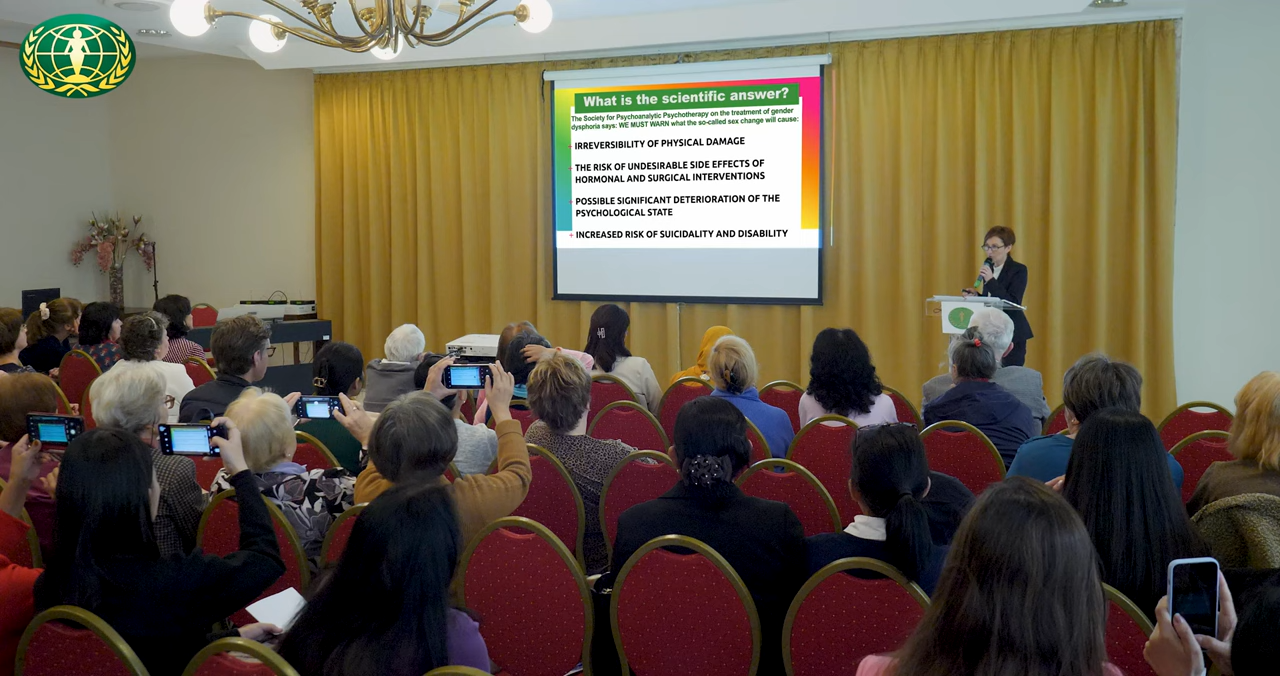 What is the scientific answer?
The Society for Psychoanalytic Psychotherapy on the treatment of gender
dysphoria says: WE MUST WARN what the so-called sex change will cause:
+ IRREVERSIBILITY OF PHYSICAL DAMAGE
+ THE RISK OF UNDESIRABLE SIDE EFFECTS OF
HORMONAL AND SURGICAL INTERVENTIONS
+ POSSIBLE SIGNIFICANT DETERIORATION OF THE
PSYCHOLOGICAL STATE
+ INCREASED RISK OF SUICIDALITY AND DISABILITY